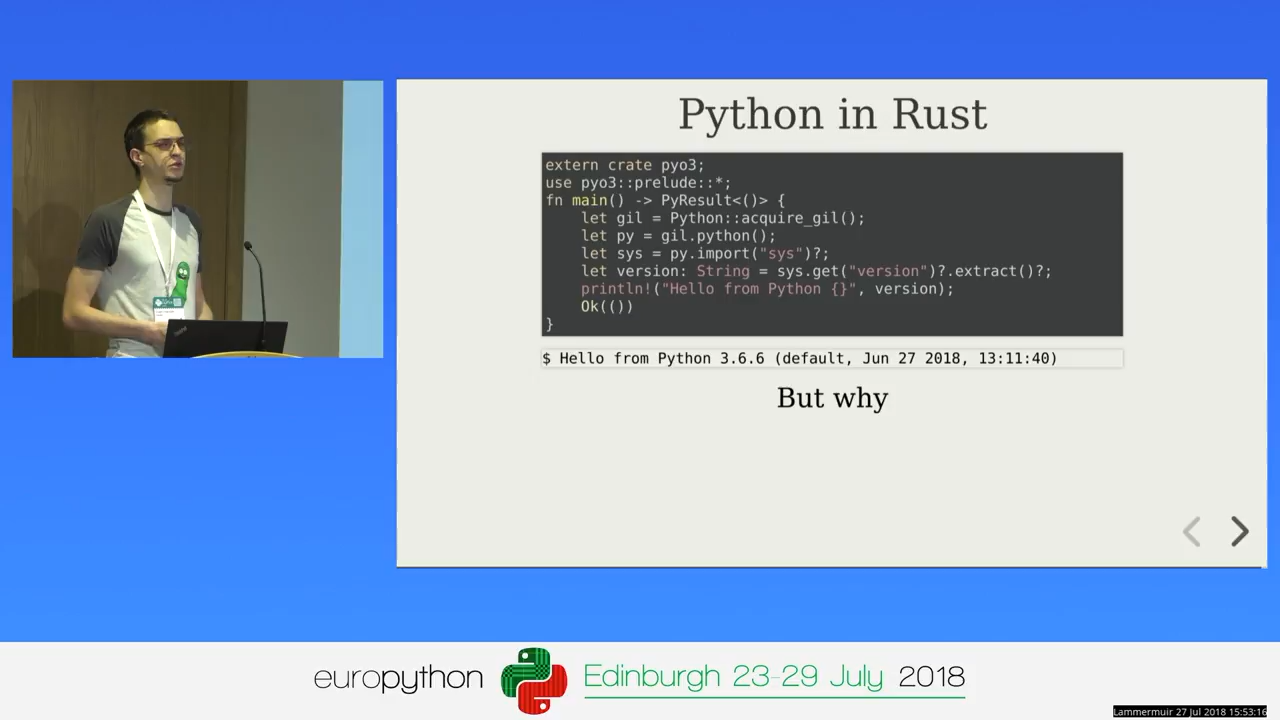 Python in Rust
extern crate pyo3;
use pyo3::prelude::*;
fn main() -> PyResult<()> {
    let gil = Python::acquire_gil();
    let py = gil.python();
    let sys = py.import("sys")?;
    let version: String = sys.get("version")?.extract()?;
    println!("Hello from Python {}", version);
    Ok(())
}
$ Hello from Python 3.6.6 (default, Jun 27 2018, 13:11:40)
But why
europython Edinburgh 23-29 July 2018
Lammermuir 27 Jul 2018 15:53:16